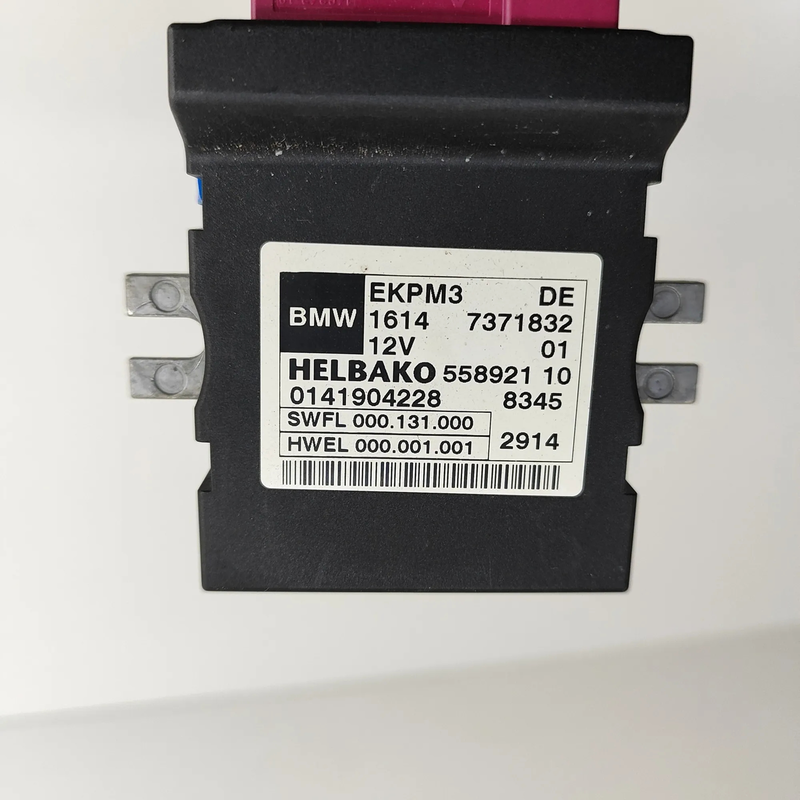 EKPM3 DE
BMW 1614 7371832
12V 01
HELBAKO 558921 10
0141904228 8345
SWFL 000.131.000
HWEL 000.001.001 2914